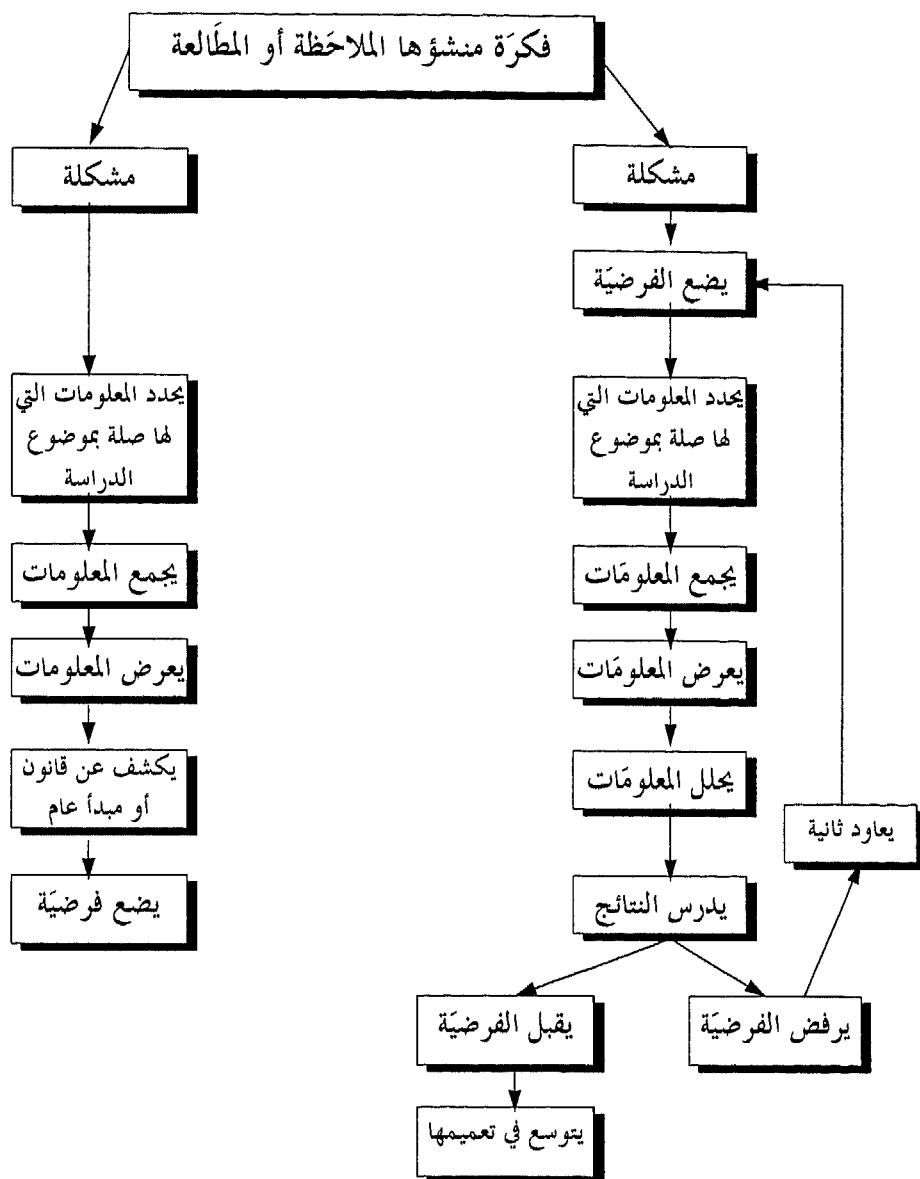 فكرَة منشؤها الملاحَظة أو المطَالعة
مشكلة
يضع الفرضيَة
يحدد المعلومات التي
لها صلة بموضوع
الدراسة
يجمع المعلومَات
يعرض المعلومَات
يحلل المعلومَات
يدرس النتائج
يرفض الفرضيَة
يعاود ثانية
يقبل الفرضيَة
يتوسع في تعميمها
مشكلة
يحدد المعلومات التي
لها صلة بموضوع
الدراسة
يجمع المعلومات
يعرض المعلومات
يكشف عن قانون
أو مبدأ عام
يضع فرضيَة